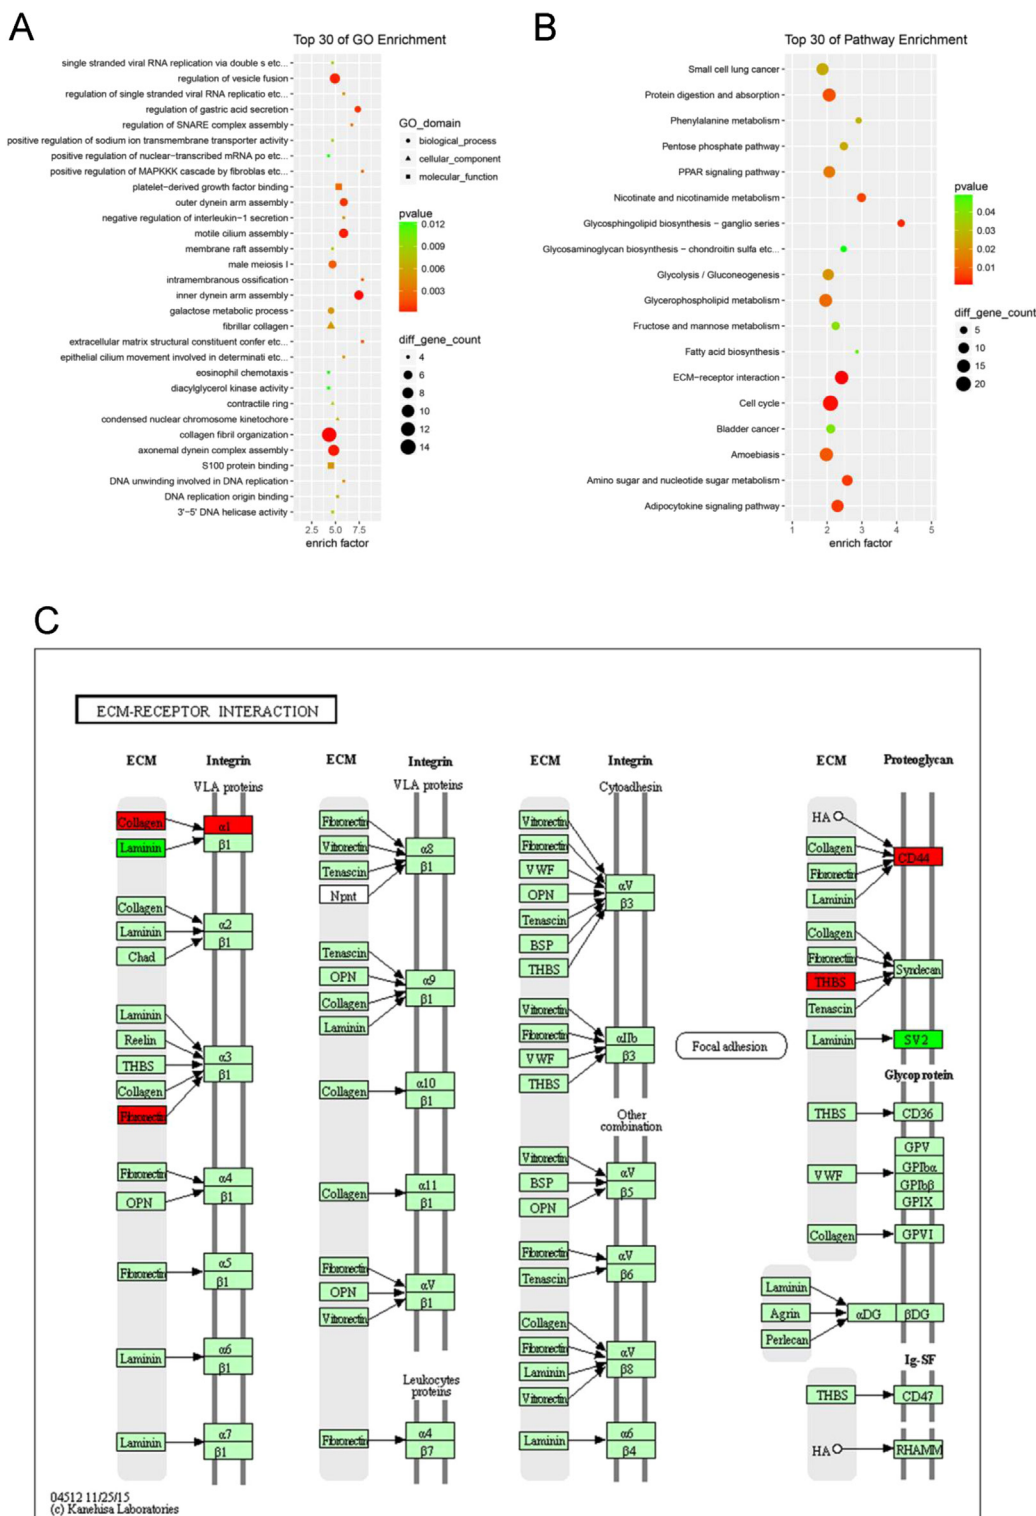 A
Top 30 of GO Enrichment
single stranded viral RNA replication via double s etc...
regulation of vesicle fusion
regulation of single stranded viral RNA replicatio etc...
regulation of gastric acid secretion
regulation of SNARE complex assembly
positive regulation of sodium ion transmembrane transporter activity
positive regulation of nuclear-transcribed mRNA po etc...
positive regulation of MAPKKK cascade by fibroblas etc...
platelet-derived growth factor binding
outer dynein arm assembly
negative regulation of interleukin-1 secretion
motile cilium assembly
membrane raft assembly
male meiosis I
intramembranous ossification
inner dynein arm assembly
galactose metabolic process
fibrillar collagen
extracellular matrix structural constituent confer etc...
epithelial cilium movement involved in determinati etc...
eosinophil chemotaxis
diacylglycerol kinase activity
contractile ring
condensed nuclear chromosome kinetochore
collagen fibril organization
axonemal dynein complex assembly
S100 protein binding
DNA unwinding involved in DNA replication
DNA replication origin binding
3'-5' DNA helicase activity
2.5 5.0 7.5
enrich factor
GO_domain
biological_process
cellular_component
molecular_function
pvalue
0.012
0.009
0.006
0.003
diff_gene_count
4
6
8
10
12
14
B
Top 30 of Pathway Enrichment
Small cell lung cancer
Protein digestion and absorption
Phenylalanine metabolism
Pentose phosphate pathway
PPAR signaling pathway
Nicotinate and nicotinamide metabolism
Glycosphingolipid biosynthesis - ganglio series
Glycosaminoglycan biosynthesis - chondroitin sulfa etc...
Glycolysis / Gluconeogenesis
Glycerophospholipid metabolism
Fructose and mannose metabolism
Fatty acid biosynthesis
ECM-receptor interaction
Cell cycle
Bladder cancer
Amoebiasis
Amino sugar and nucleotide sugar metabolism
Adipocytokine signaling pathway
1 2 3 4 5
enrich factor
pvalue
0.04
0.03
0.02
0.01
diff_gene_count
5
10
15
20
C
ECM-RECEPTOR INTERACTION
ECM Integrin
VLA proteins
Collagen
Laminin
α1
β1
Collagen
Laminin
Chad
α2
β1
Laminin
Reelin
THBS
Collagen
Fibronectin
α3
β1
Fibronectin
OPN
α4
β1
Fibronectin
α5
β1
Laminin
α6
β1
Laminin
α7
β1
ECM Integrin
VLA proteins
Fibronectin
Vitronectin
Tenascin
Npnt
α8
β1
Tenascin
OPN
Collagen
Laminin
α9
β1
Collagen
α10
β1
Collagen
α11
β1
Fibronectin
OPN
Vitronectin
αV
β1
Leukocytes
proteins
Fibronectin
α4
β7
ECM Integrin
Cytoadhesin
Vitronectin
Fibronectin
VWF
OPN
Tenascin
BSP
THBS
αV
β3
Vitronectin
Fibronectin
VWF
THBS
αIIb
β3
Other
combination
Vitronectin
BSP
OPN
αV
β5
Fibronectin
Tenascin
αV
β6
Collagen
Fibronectin
Laminin
Vitronectin
αV
β8
Laminin
α6
β4
Focal adhesion
ECM Proteoglycan
HA
Collagen
Fibronectin
Laminin
CD44
Collagen
Fibronectin
THBS
Tenascin
Syndecan
Laminin
SV2
Glycoprotein
THBS
CD36
VWF
GPV
GPIbα
GPIbβ
GPIX
Collagen
GPVI
Laminin
Agrin
Perlecan
αDG
βDG
Ig-SF
THBS
CD47
HA
RHAMM
04512 11/25/15
(c) Kanehisa Laboratories